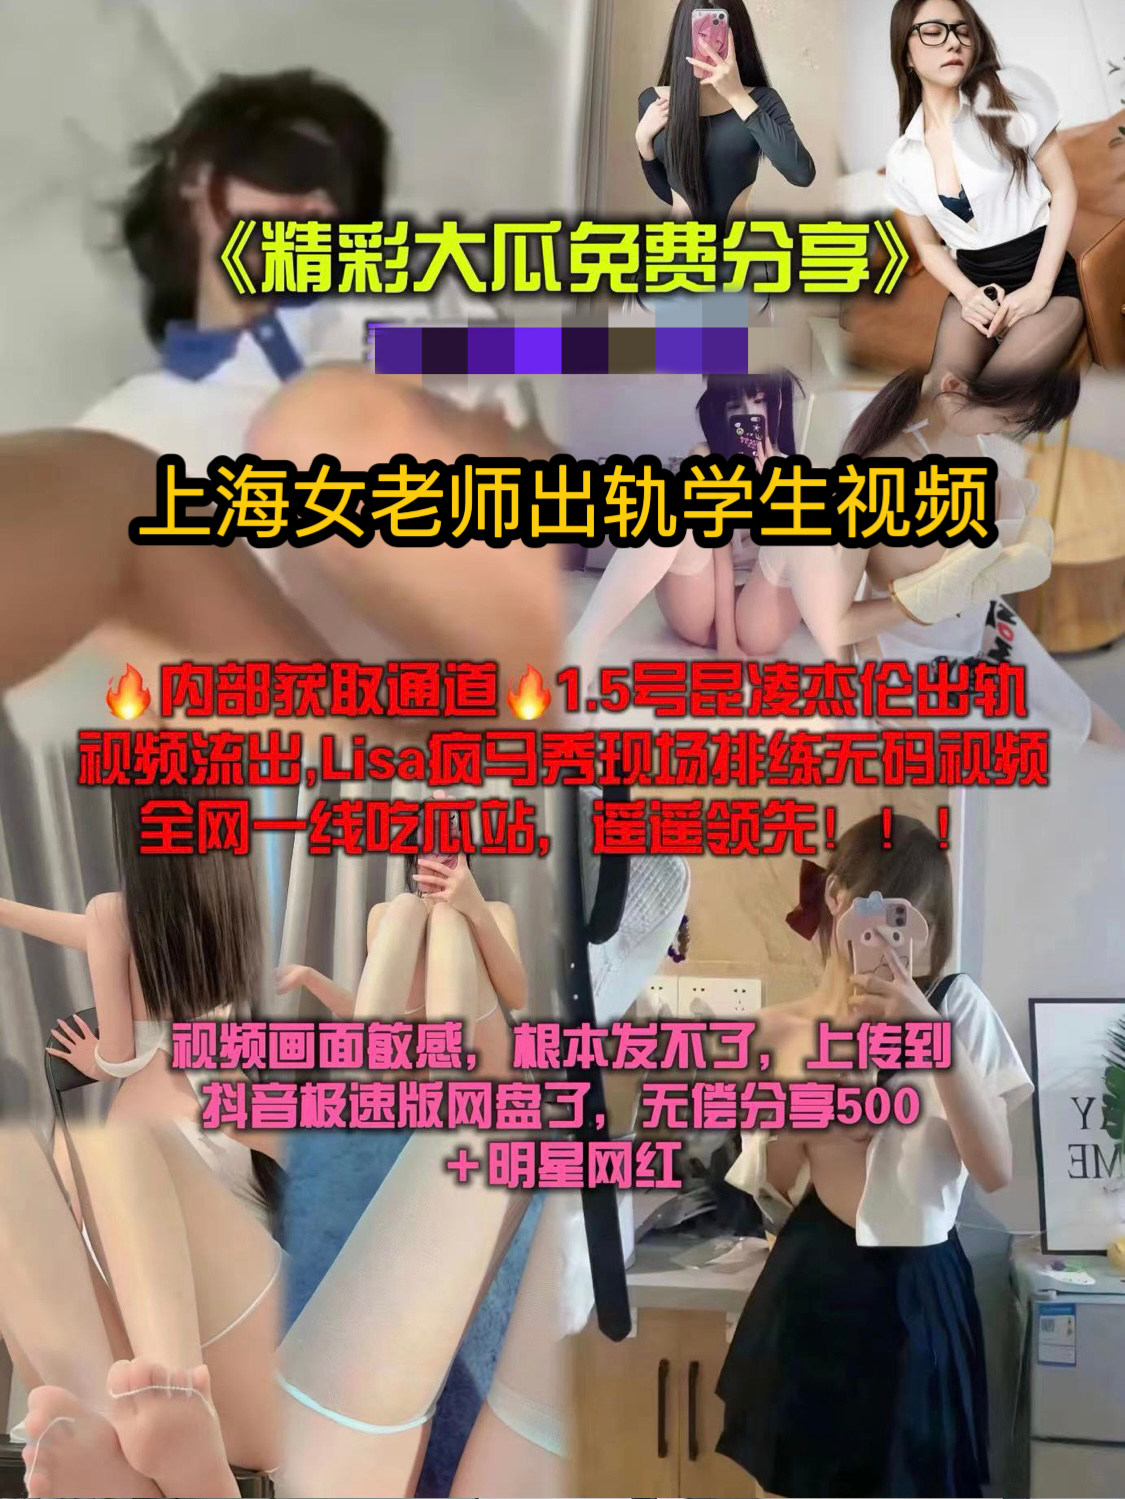 《精彩大瓜免费分享》
上海女老师出轨学生视频
🔥内部获取通道🔥1.5号昆凌杰伦出轨
视频流出,Lisa疯马秀现场排练无码视频
全网一线吃瓜站，遥遥领先！！！
视频画面敏感，根本发不了，上传到
抖音极速版网盘了，无偿分享500
+明星网红